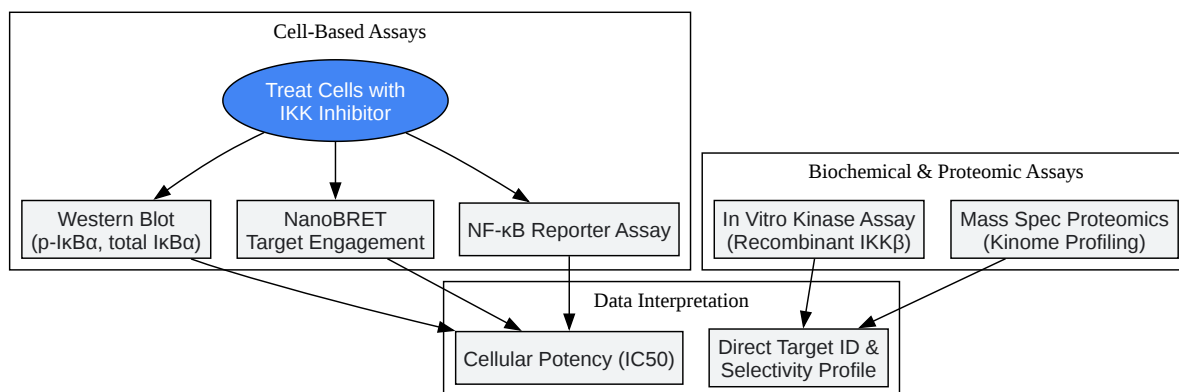 Cell-Based Assays
Treat Cells with
IKK Inhibitor
Western Blot
(p-IκBα, total IκBα)
NanoBRET
Target Engagement
NF-κB Reporter Assay
Biochemical & Proteomic Assays
In Vitro Kinase Assay
(Recombinant IKKβ)
Mass Spec Proteomics
(Kinome Profiling)
Data Interpretation
Cellular Potency (IC50)
Direct Target ID &
Selectivity Profile